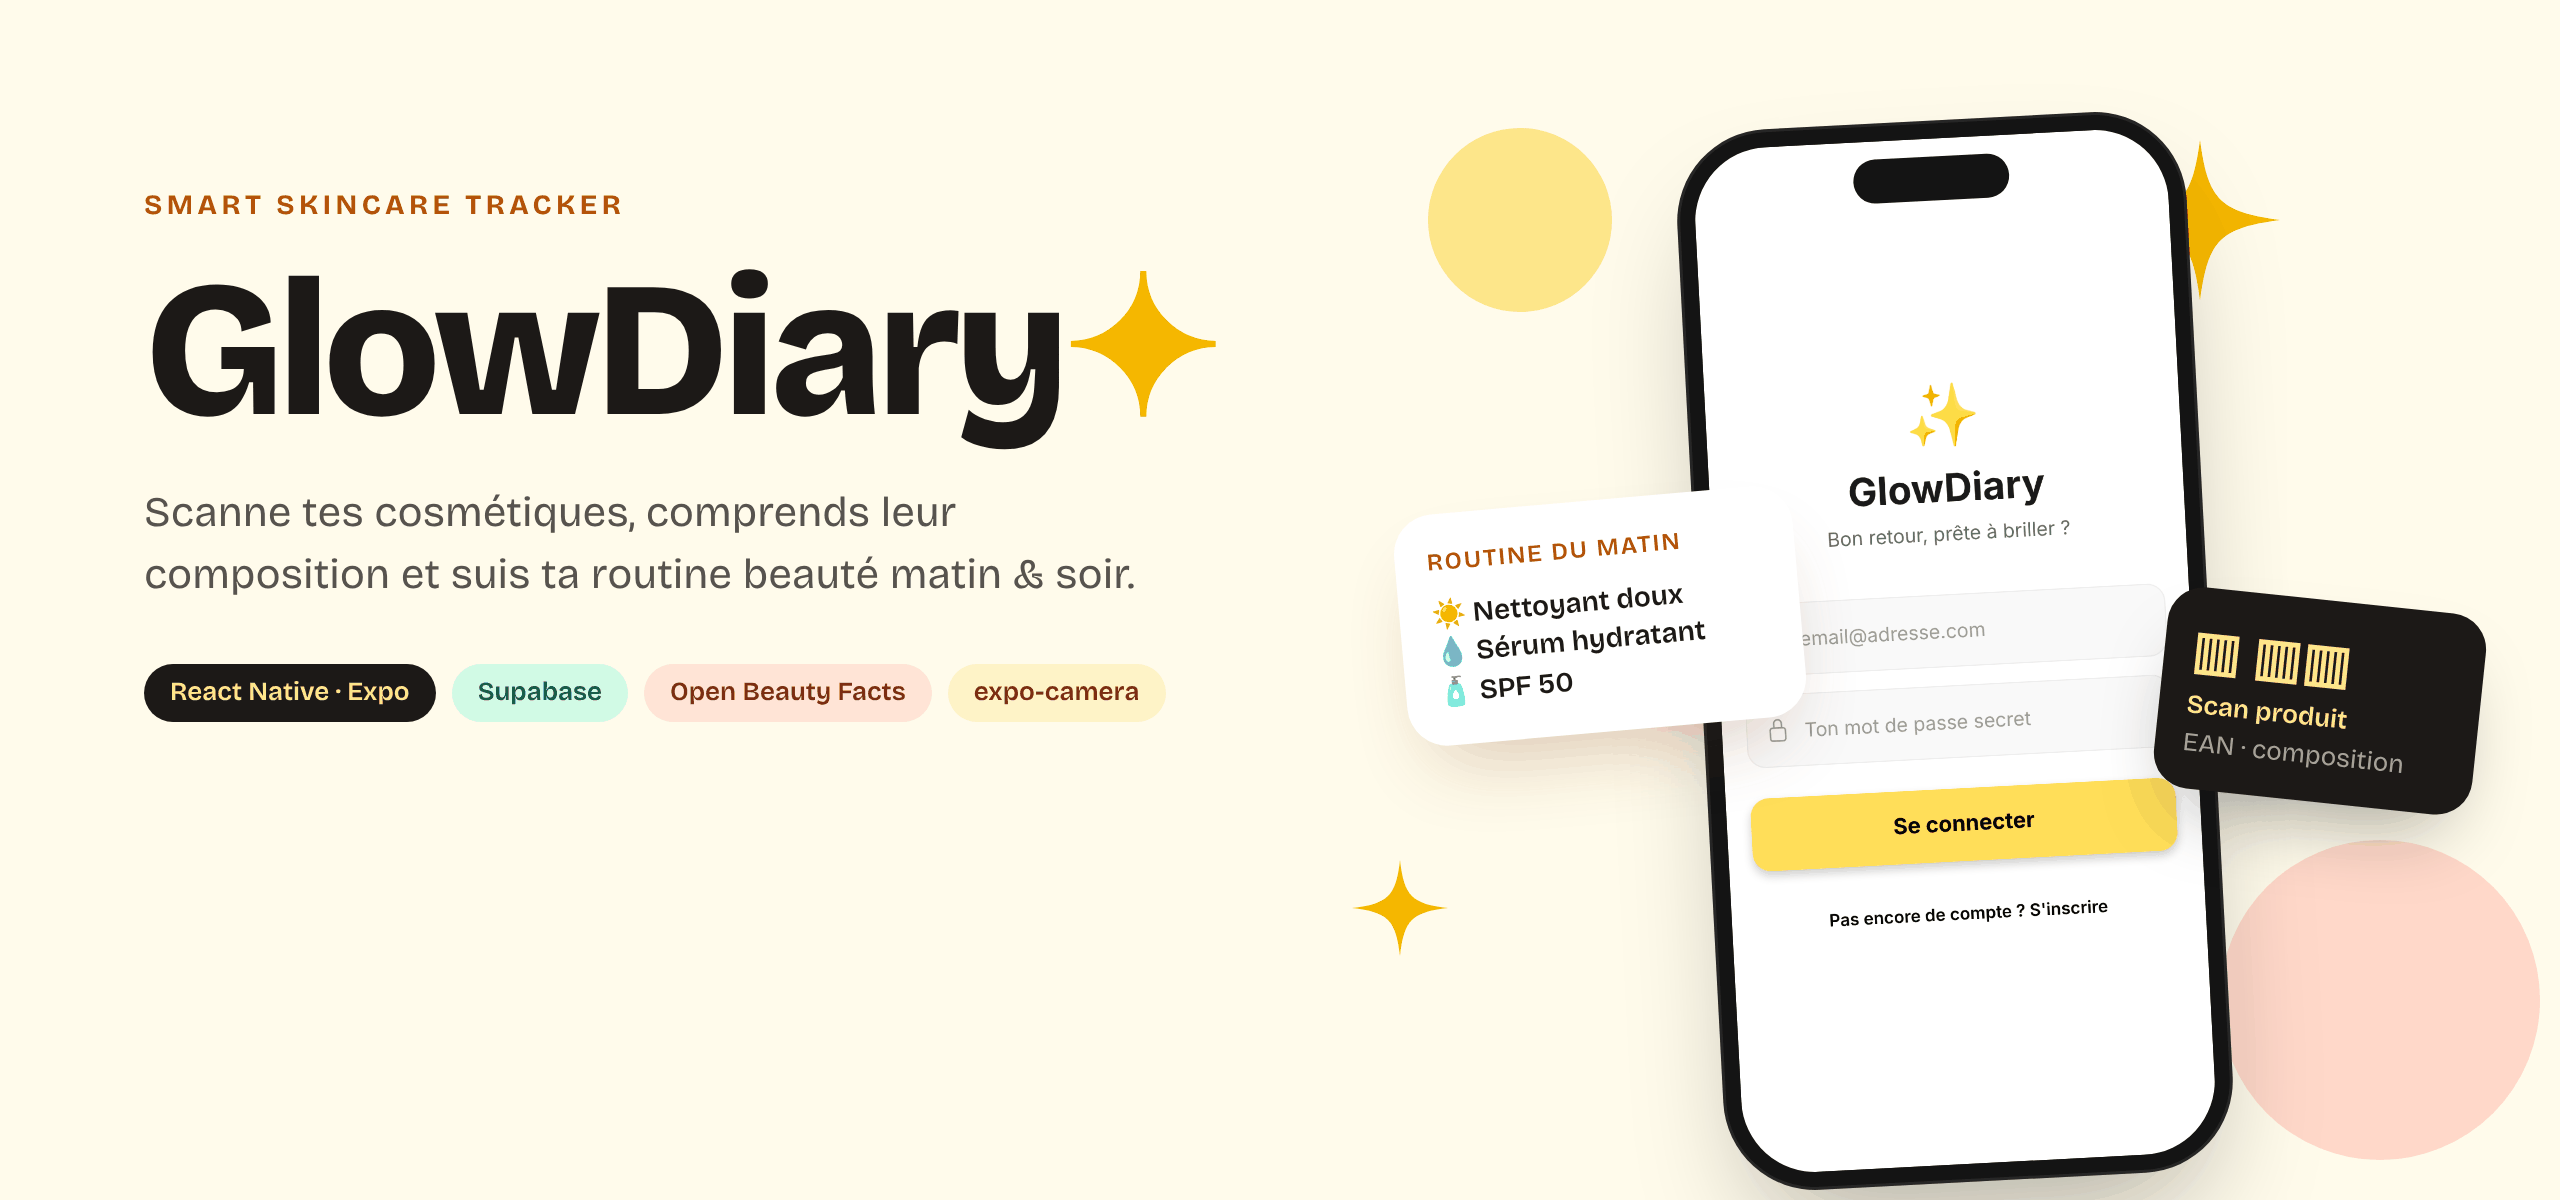 SMART SKINCARE TRACKER
GlowDiary
Scanne tes cosmétiques, comprends leur
composition et suis ta routine beauté matin & soir.
React Native · Expo
Supabase
Open Beauty Facts
expo-camera
ROUTINE DU MATIN
Nettoyant doux
Sérum hydratant
SPF 50
GlowDiary
Bon retour, prête à briller ?
email@adresse.com
Ton mot de passe secret
Se connecter
Pas encore de compte ? S'inscrire
Scan produit
EAN · composition